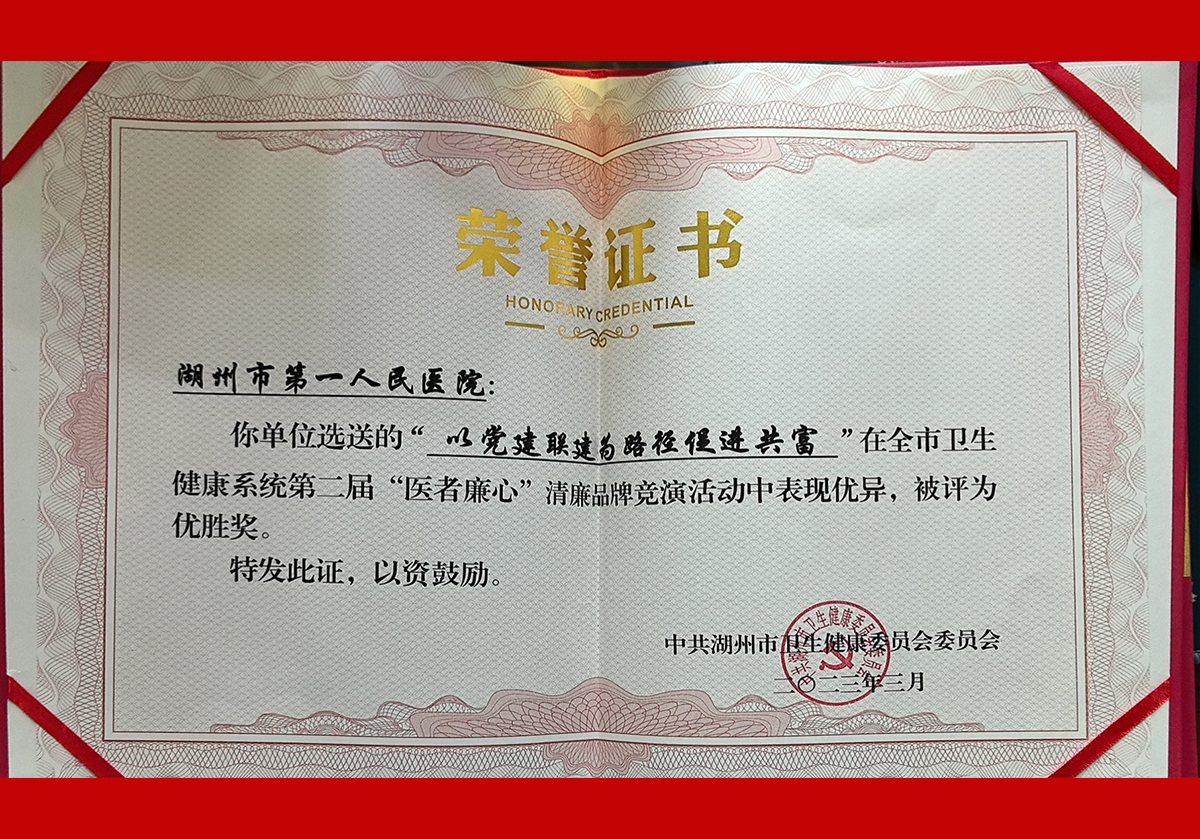 荣誉证书
HONORARY CREDENTIAL
湖州市第一人民医院：
你单位选送的“以党建联建为路径促进共富”在全市卫生
健康系统第二届“医者廉心”清廉品牌竞演活动中表现优异，被评为
优胜奖。
特发此证，以资鼓励。
中共湖州市卫生健康委员会委员会
二〇二三年三月